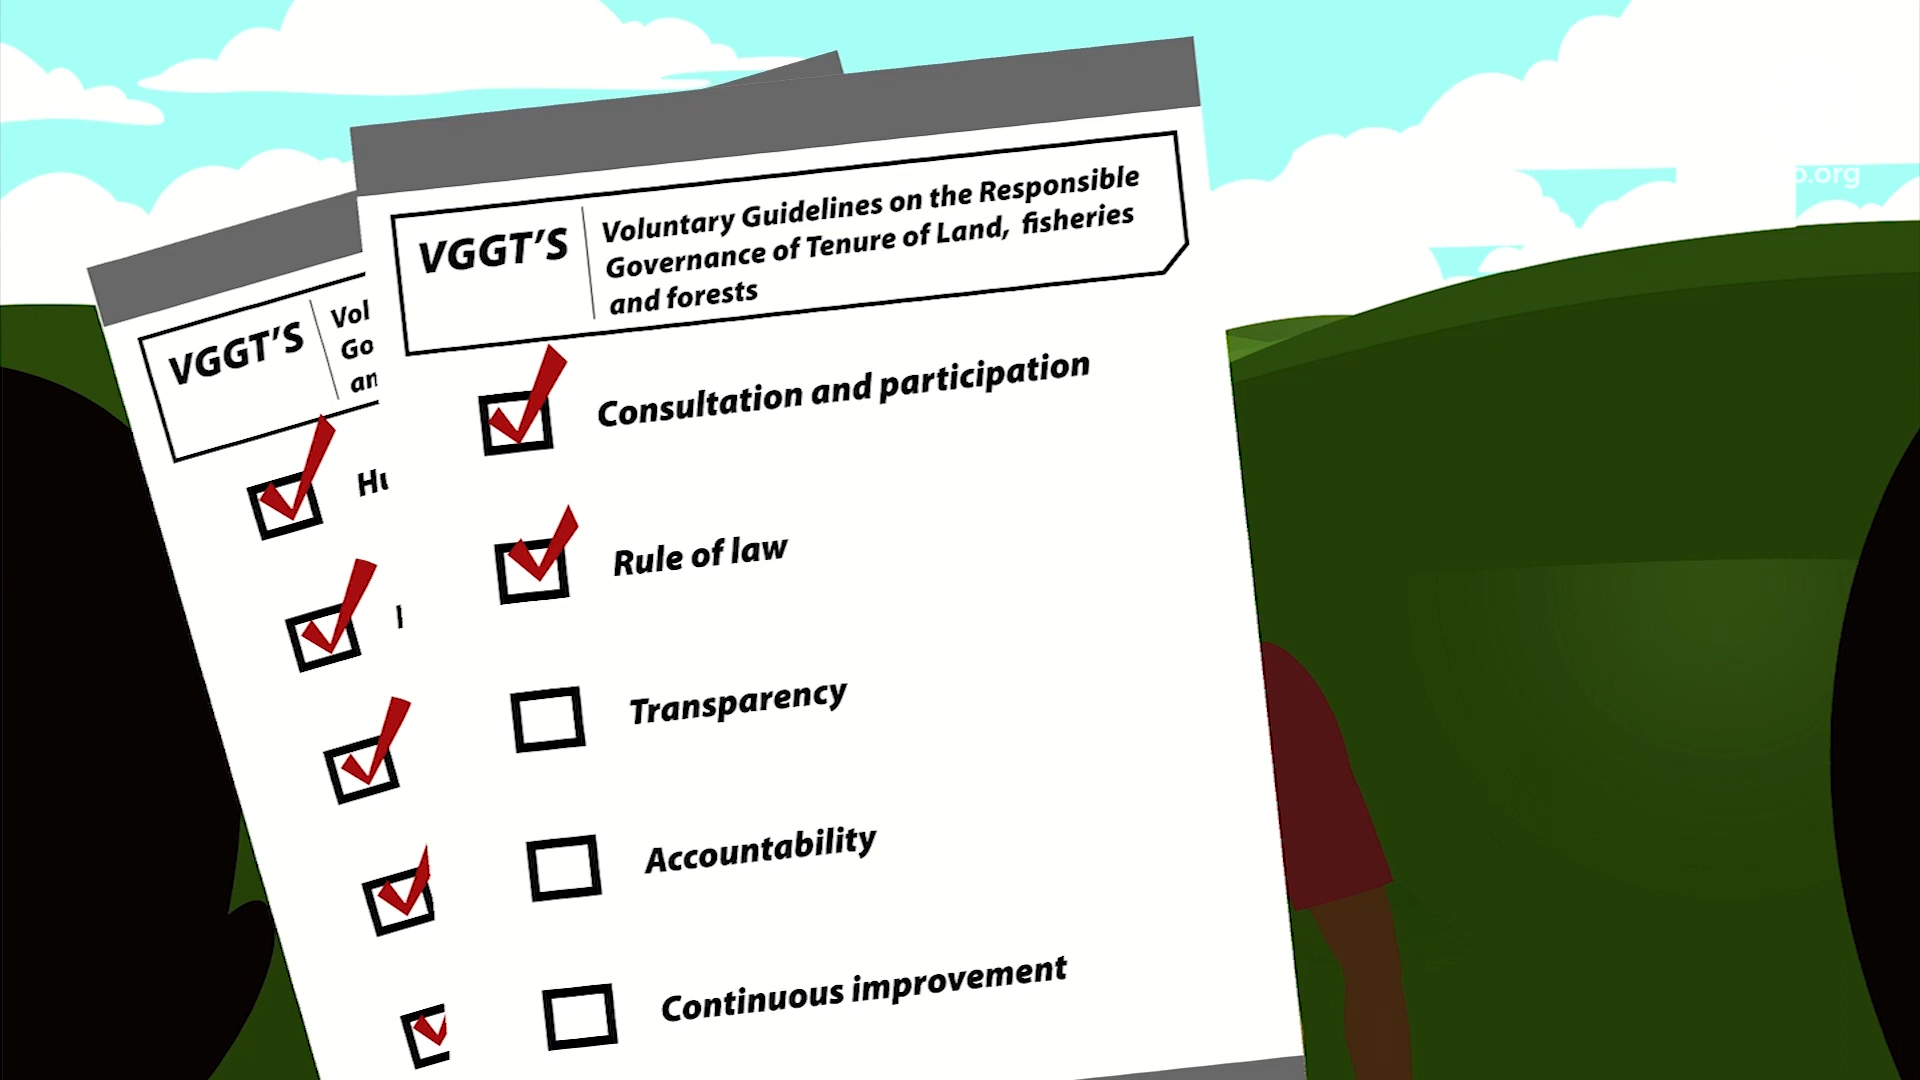 VGGT'S
Voluntary Guidelines on the Responsible
Governance of Tenure of Land, fisheries
and forests
Consultation and participation
Rule of law
Transparency
Accountability
Continuous improvement
VGGT'S